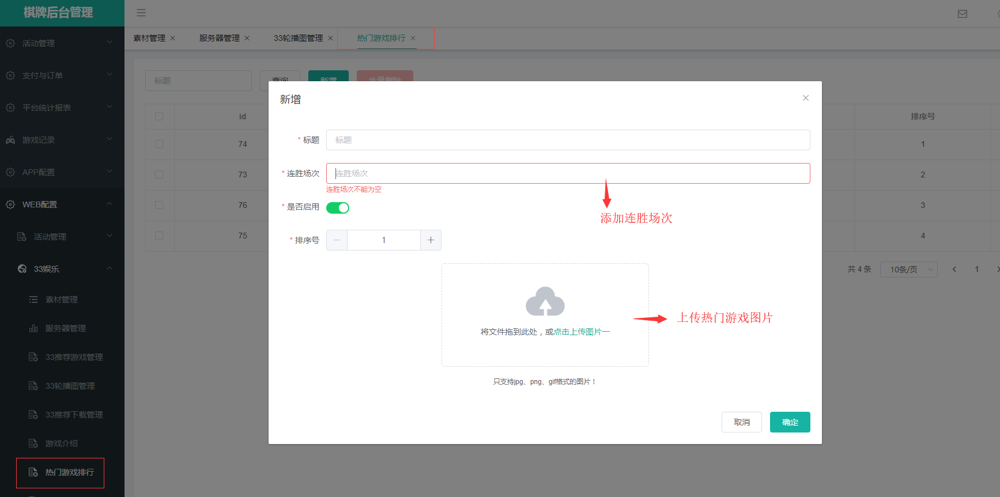 棋牌后台管理
活动管理
支付与订单
平台统计报表
游戏记录
APP配置
WEB配置
活动管理
33娱乐
素材管理
服务器管理
33推荐游戏管理
33轮播图管理
33推荐下载管理
游戏介绍
热门游戏排行
素材管理 服务器管理 33轮播图管理 热门游戏排行
标题 查询 新增 批量删除
id 排序号
74 1
73 2
76 3
75 4
共 4 条 10条/页 1
新增
* 标题 标题
* 连胜场次 连胜场次
连胜场次不能为空
* 是否启用
添加连胜场次
* 排序号 1
将文件拖到此处，或点击上传图片一
上传热门游戏图片
只支持jpg、png、gif格式的图片！
取消 确定